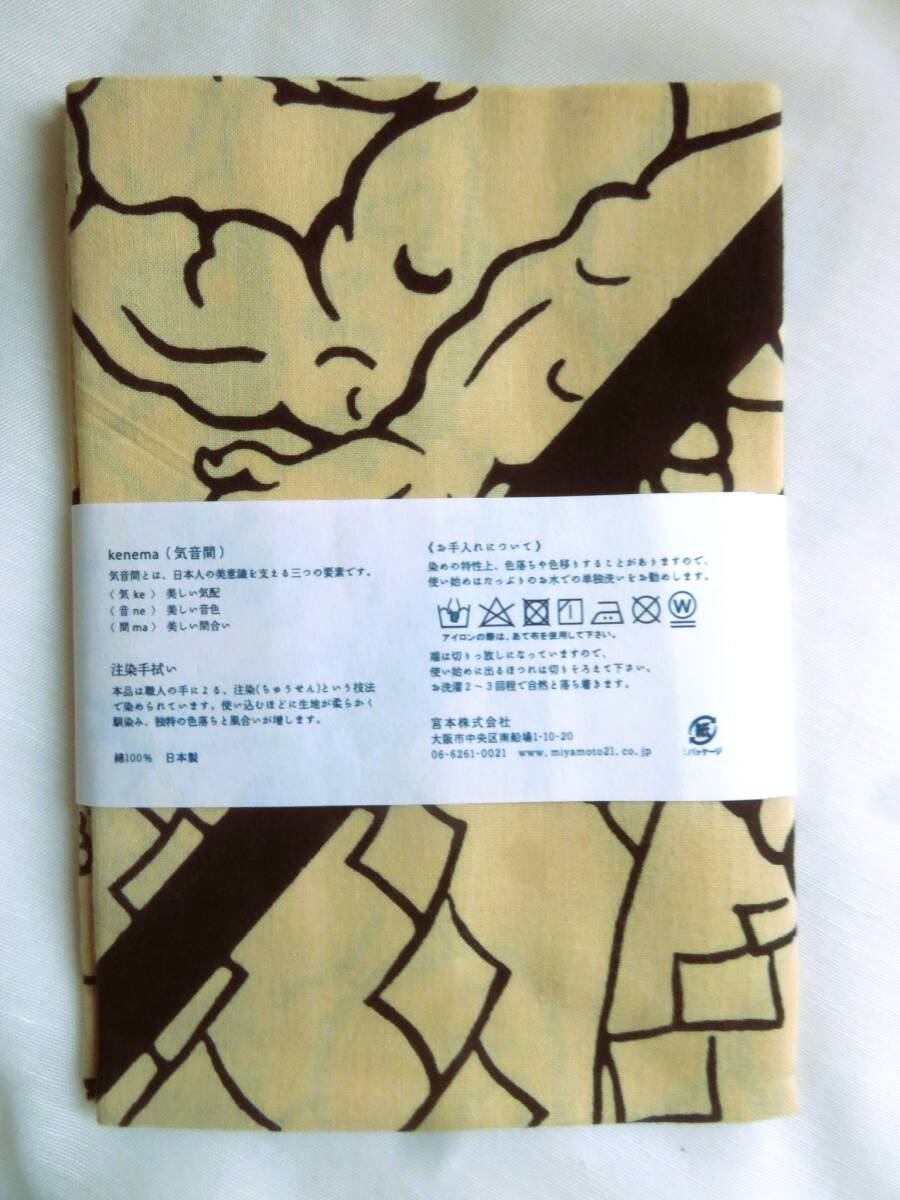 kenema（気音間）
気音間とは、日本人の美意識を支える三つの要素です。
〈 気 ke 〉 美しい気配
〈 音 ne 〉 美しい音色
〈 間 ma 〉 美しい間合い
注染手拭い
本品は職人の手による、注染(ちゅうせん)という技法
で染められています。使い込むほどに生地が柔らかく
馴染み、独特の色落ちと風合いが増します。
綿100% 日本製
《お手入れについて》
染めの特性上、色落ちや色移りすることがありますので、
使い始めはたっぷりのお水での単独洗いをお勧めします。
W
アイロンの際は、あて布を使用して下さい。
端は切りっ放しになっていますので、
使い始めに出るほつれは切りそろえて下さい。
お洗濯2～3回程で自然と落ち着きます。
宮本株式会社
大阪市中央区南船場1-10-20
06-6261-0021 www.miyamoto21.co.jp
紙
:パッケージ